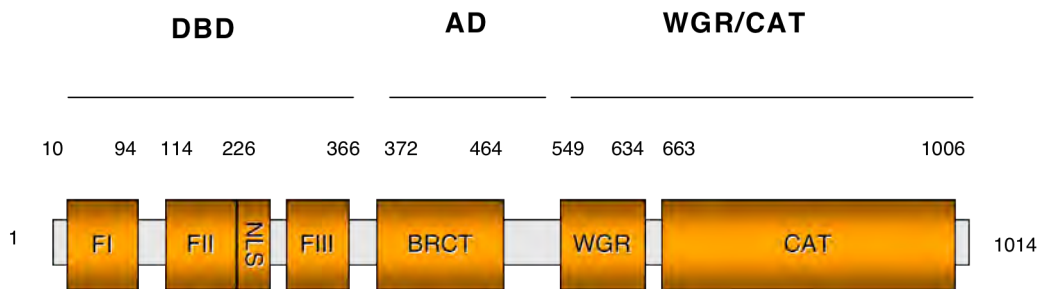 DBD AD WGR/CAT
10 94 114 226 366 372 464 549 634 663 1006
1 FI FII NLS FIII BRCT WGR CAT 1014